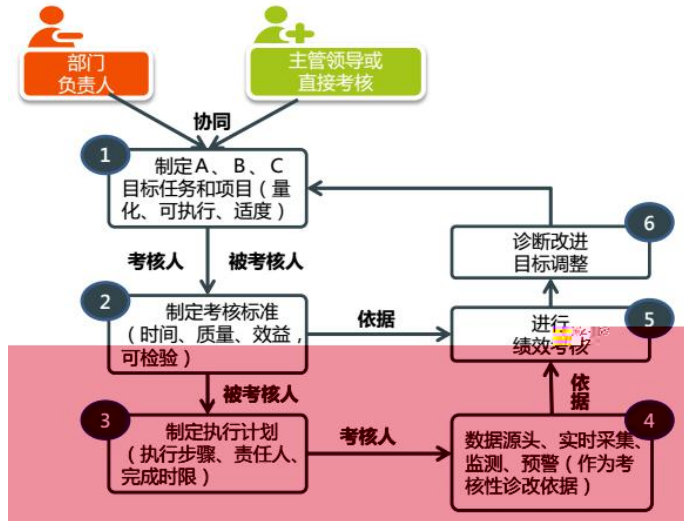 部门
负责人
主管领导或
直接考核
协同
1
制定A、B、C
目标任务和项目（量
化、可执行、适度）
6
诊断改进
目标调整
考核人
被考核人
2
制定考核标准
（时间、质量、效益，
可检验）
依据
5
进行
绩效考核
被考核人
依
据
3
制定执行计划
（执行步骤、责任人、
完成时限）
考核人
4
数据源头、实时采集、
监测、预警（作为考
核性诊改依据）